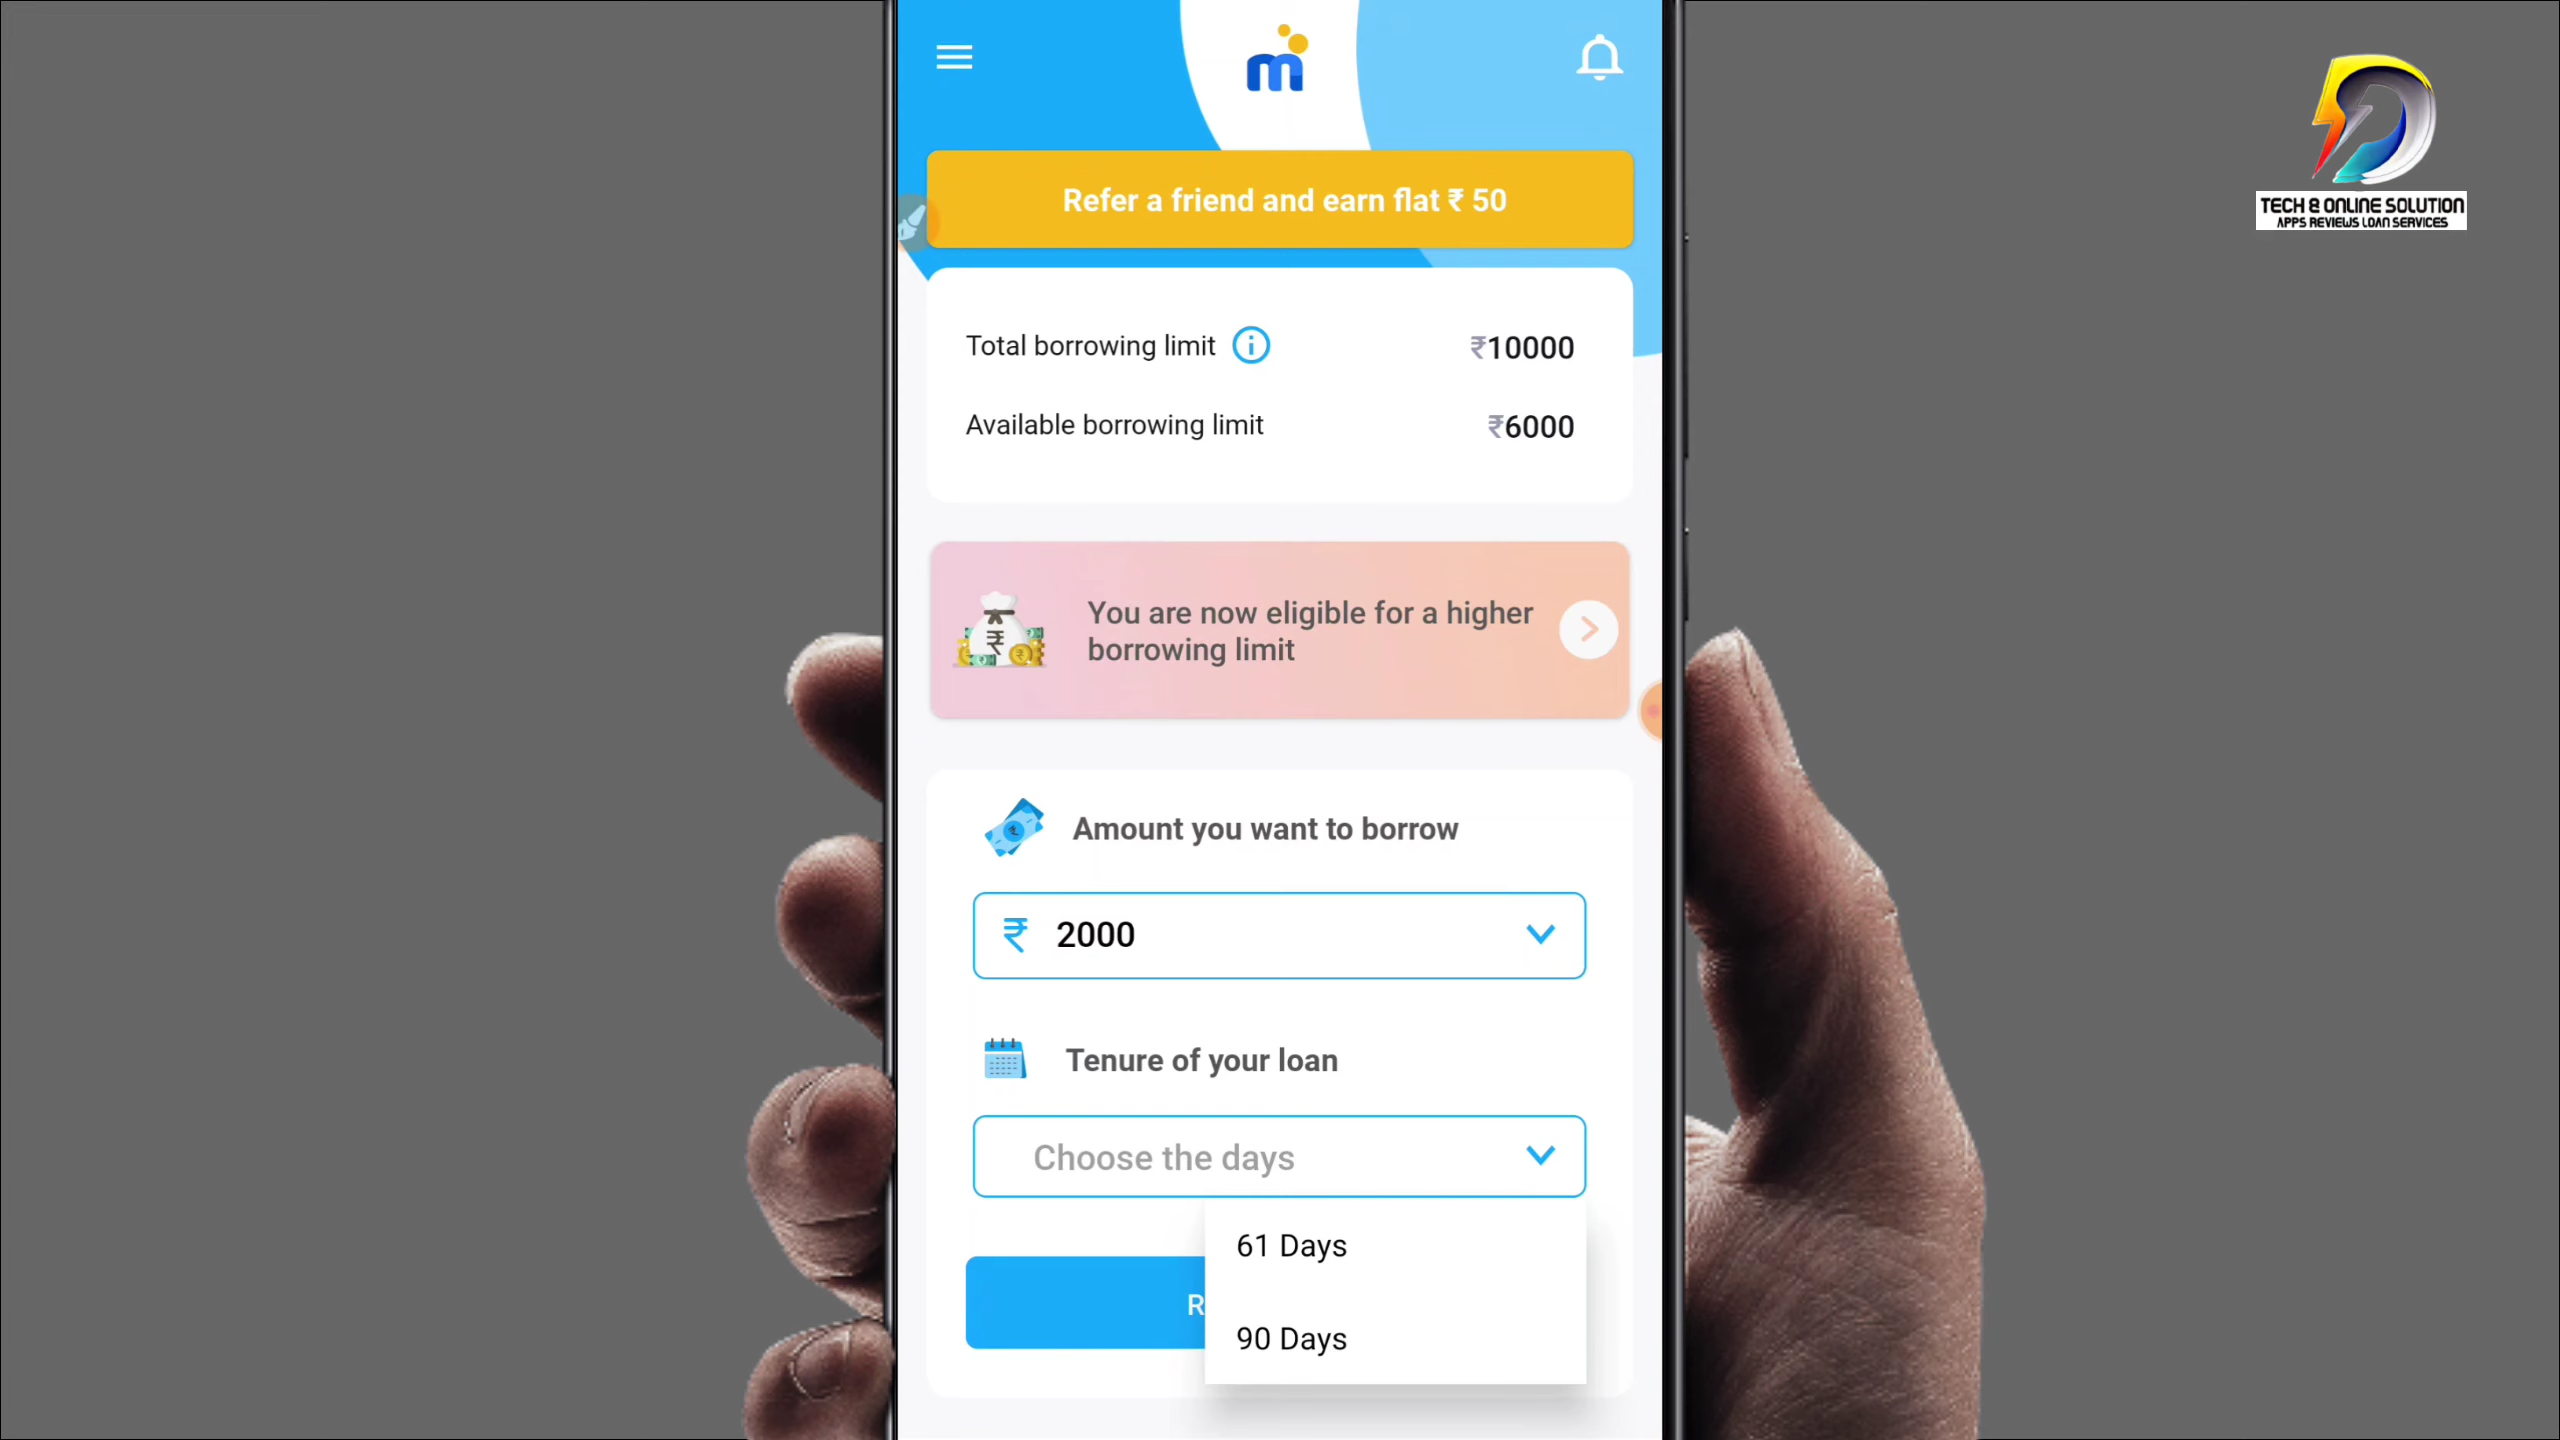 TECH & ONLINE SOLUTION
APPS REVIEWS LOAN SERVICES
Refer a friend and earn flat ₹ 50
Total borrowing limit
₹10000
Available borrowing limit
₹6000
You are now eligible for a higher
borrowing limit
Amount you want to borrow
₹ 2000
Tenure of your loan
Choose the days
61 Days
R
90 Days